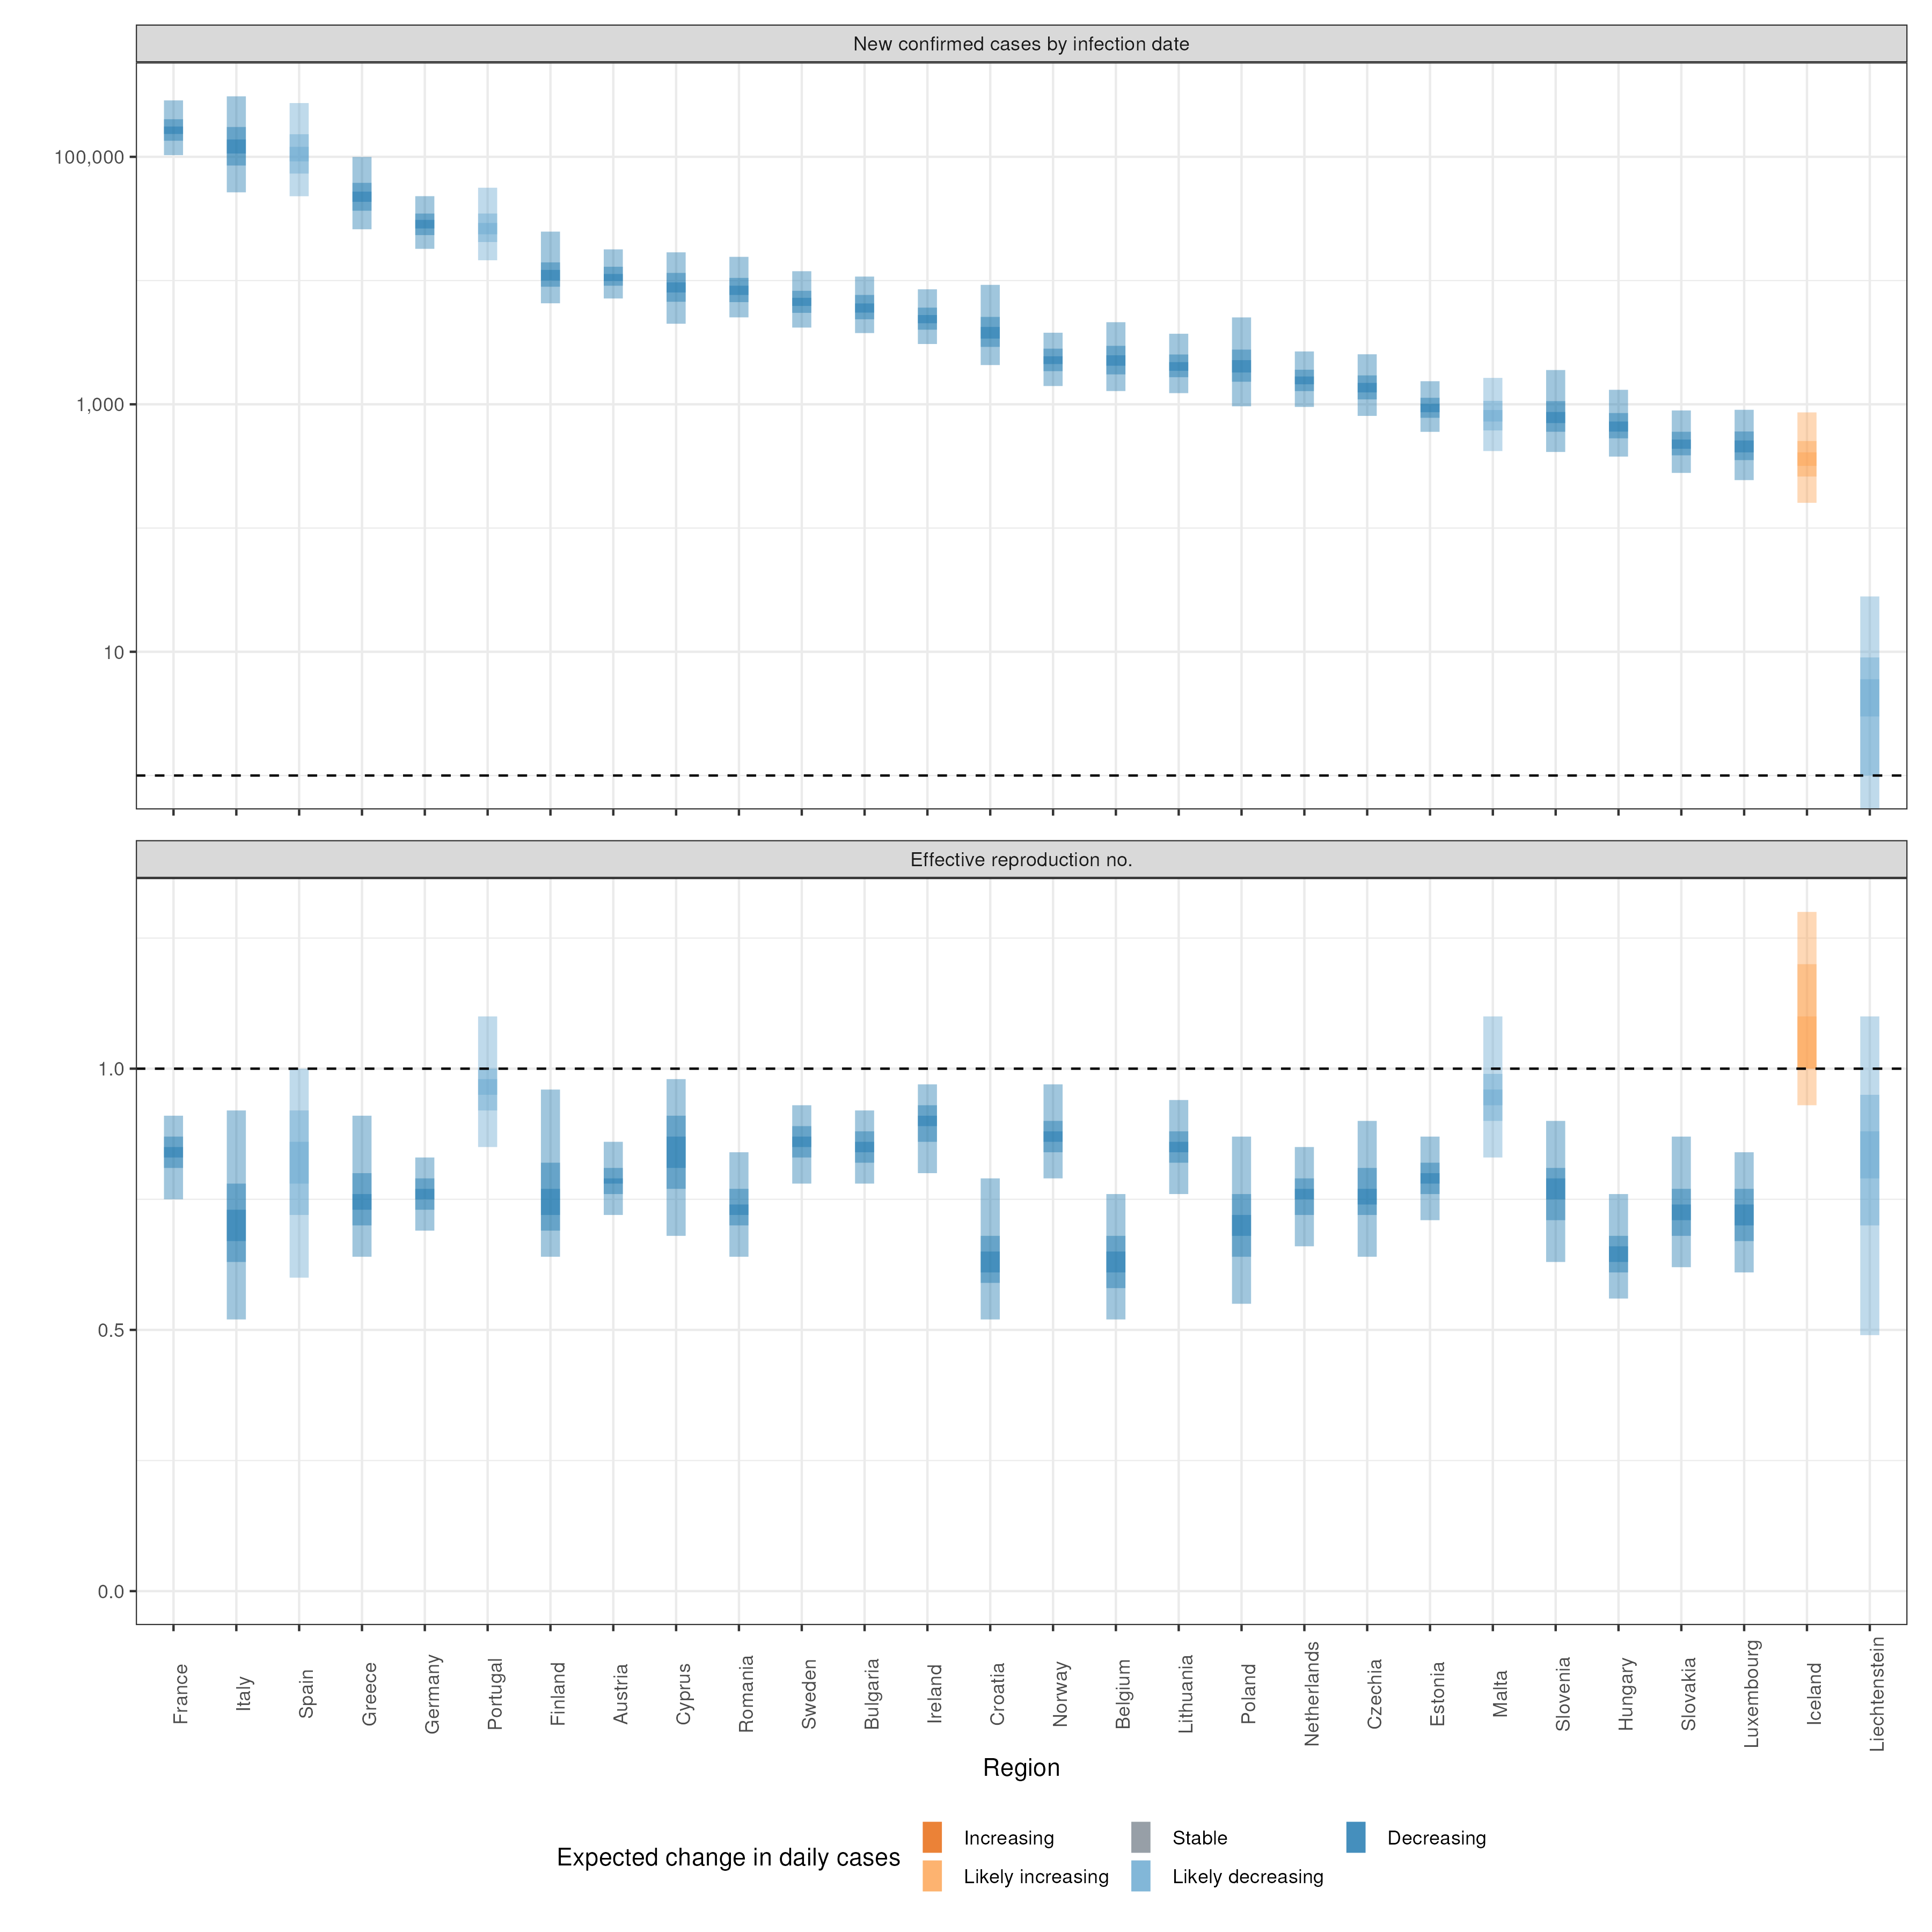 New confirmed cases by infection date
100,000
1,000
10
Effective reproduction no.
1.0
0.5
0.0
France
Italy
Spain
Greece
Germany
Portugal
Finland
Austria
Cyprus
Romania
Sweden
Bulgaria
Ireland
Croatia
Norway
Belgium
Lithuania
Poland
Netherlands
Czechia
Estonia
Malta
Slovenia
Hungary
Slovakia
Luxembourg
Iceland
Liechtenstein
Region
Expected change in daily cases
Increasing
Stable
Decreasing
Likely increasing
Likely decreasing